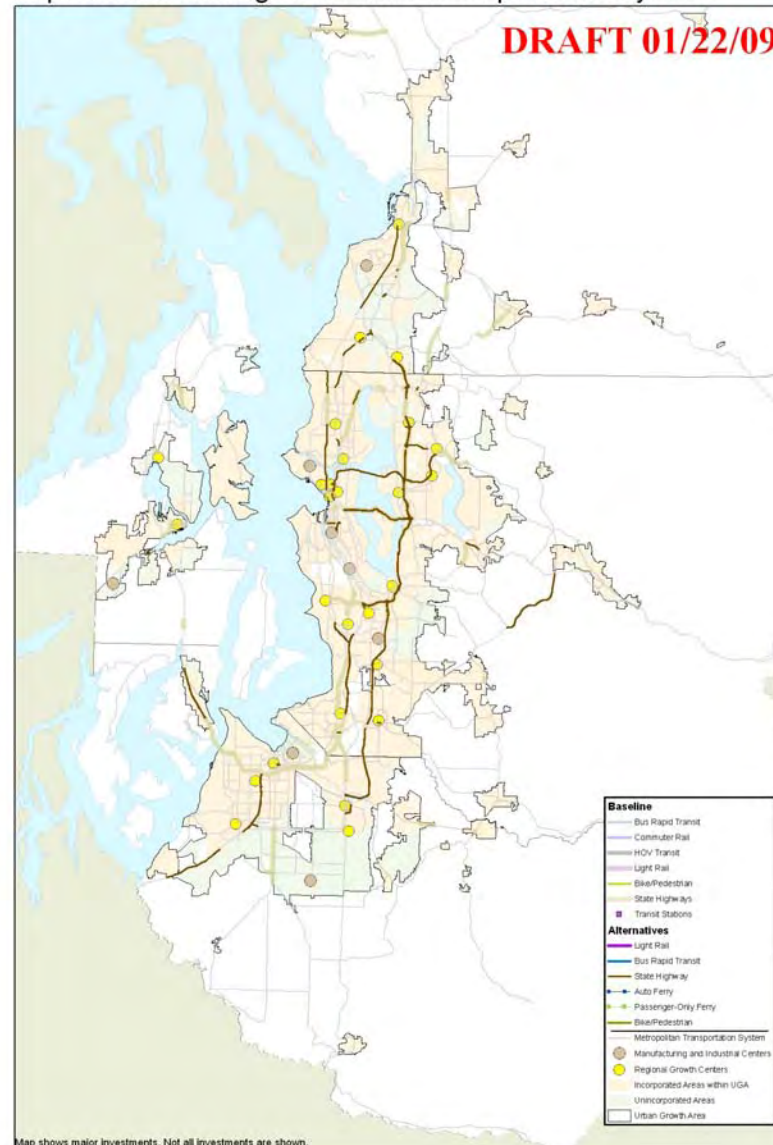 DRAFT 01/22/09
Baseline
Bus Rapid Transit
Commuter Rail
HOV Transit
Light Rail
Bike/Pedestrian
State Highways
Transit Stations
Alternatives
Light Rail
Bus Rapid Transit
State Highway
Auto Ferry
Passenger-Only Ferry
Bike/Pedestrian
Metropolitan Transportation System
Manufacturing and Industrial Centers
Regional Growth Centers
Incorporated Areas within UGA
Unincorporated Areas
Urban Growth Area
Map shows major investments. Not all investments are shown.